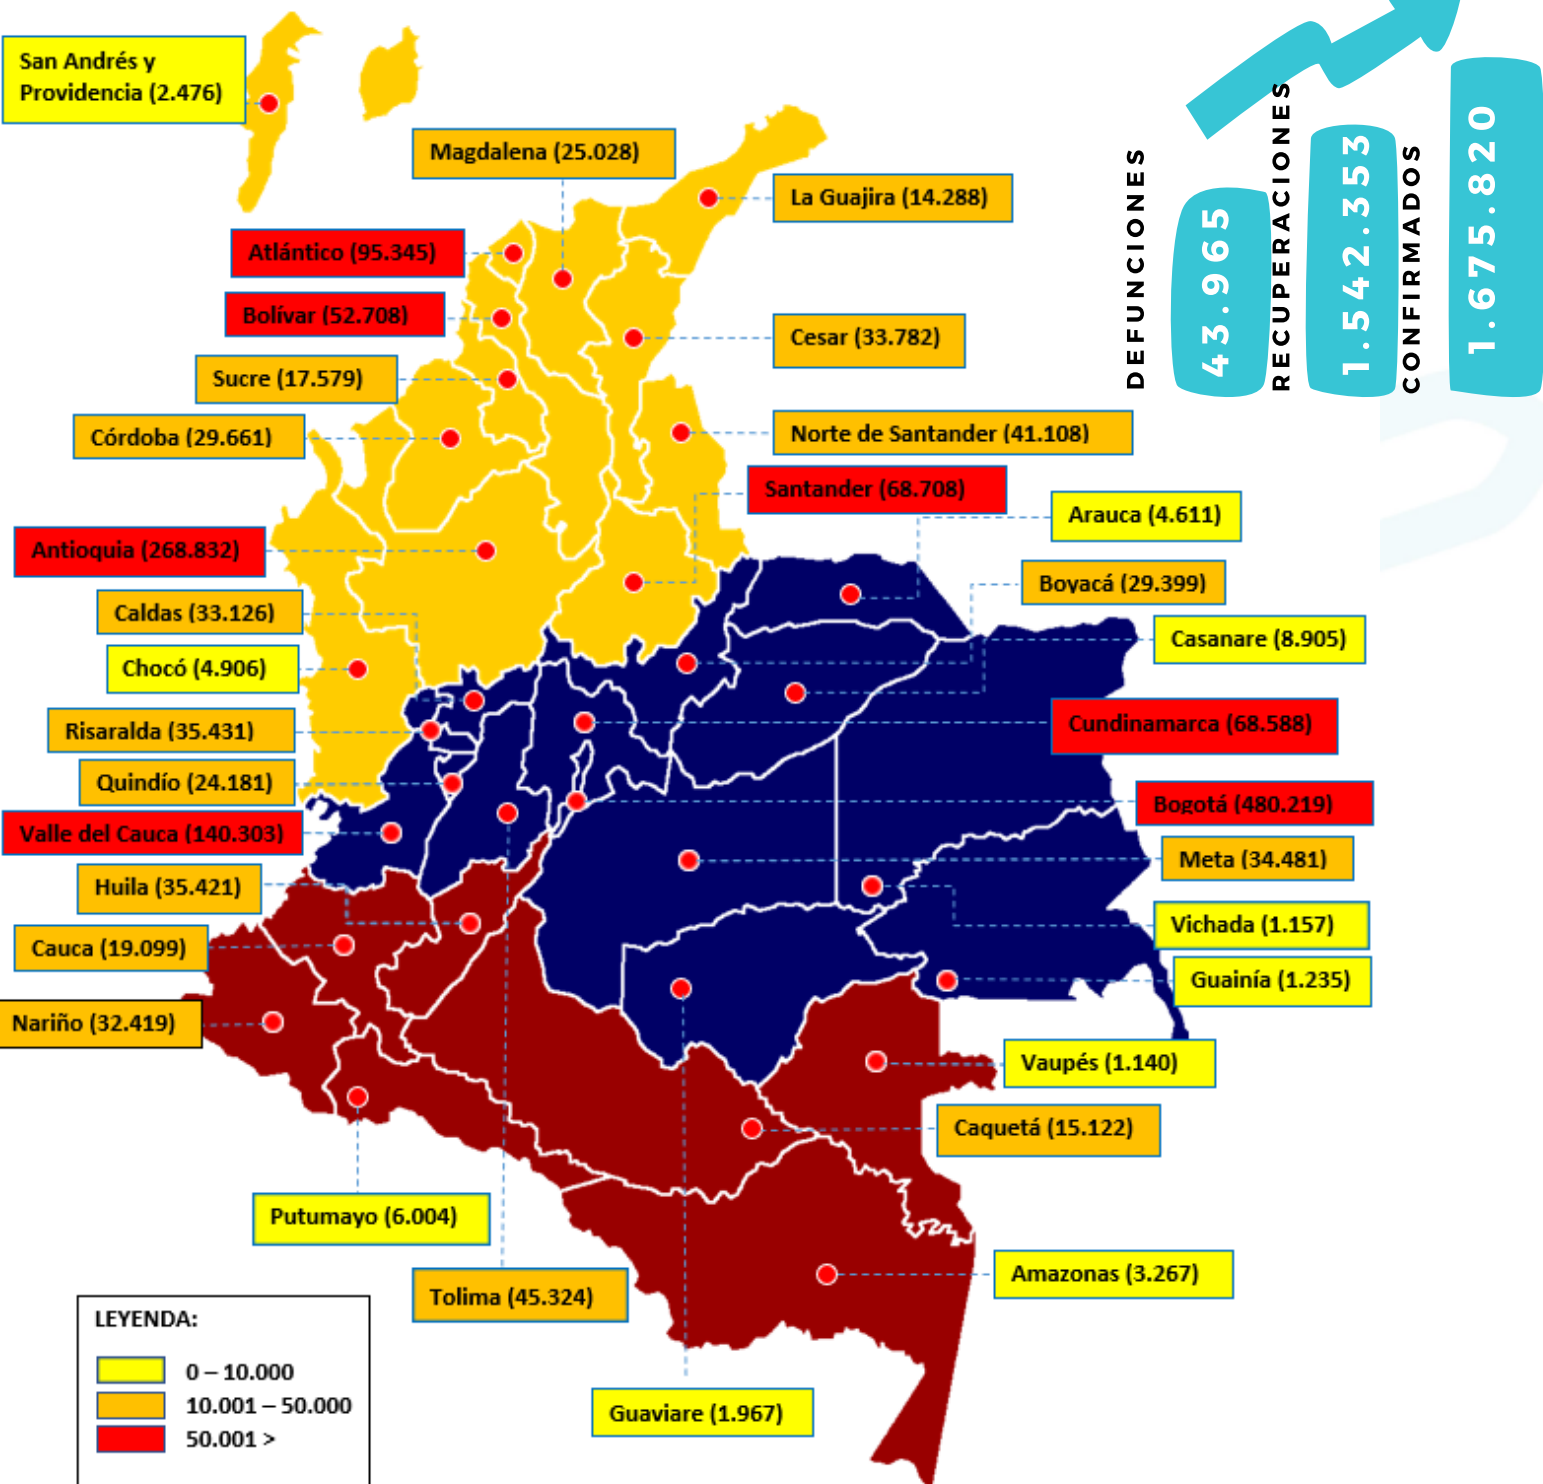 San Andrés y
Providencia (2.476)
Magdalena (25.028)
La Guajira (14.288)
Atlántico (95.345)
Bolívar (52.708)
Cesar (33.782)
Sucre (17.579)
Córdoba (29.661)
Norte de Santander (41.108)
Santander (68.708)
Arauca (4.611)
Antioquia (268.832)
Boyacá (29.399)
Caldas (33.126)
Casanare (8.905)
Chocó (4.906)
Cundinamarca (68.588)
Risaralda (35.431)
Quindío (24.181)
Bogotá (480.219)
Valle del Cauca (140.303)
Meta (34.481)
Huila (35.421)
Vichada (1.157)
Cauca (19.099)
Guainía (1.235)
Nariño (32.419)
Vaupés (1.140)
Caquetá (15.122)
Putumayo (6.004)
Amazonas (3.267)
Tolima (45.324)
Guaviare (1.967)
LEYENDA:
0 – 10.000
10.001 – 50.000
50.001 >
DEFUNCIONES
43.965
RECUPERACIONES
1.542.353
CONFIRMADOS
1.675.820